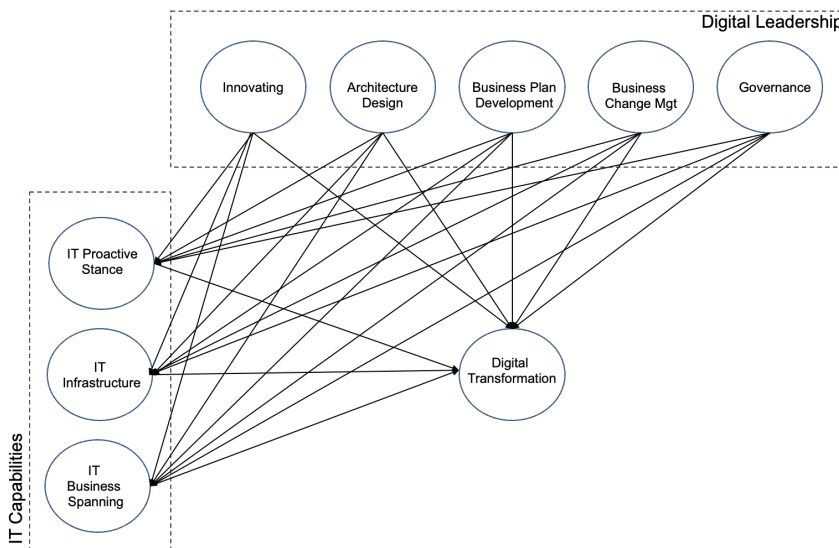 Digital Leadership
Innovating
Architecture
Design
Business Plan
Development
Business
Change Mgt
Governance
IT Proactive
Stance
IT
Infrastructure
IT
Business
Spanning
Digital
Transformation
IT Capabilities